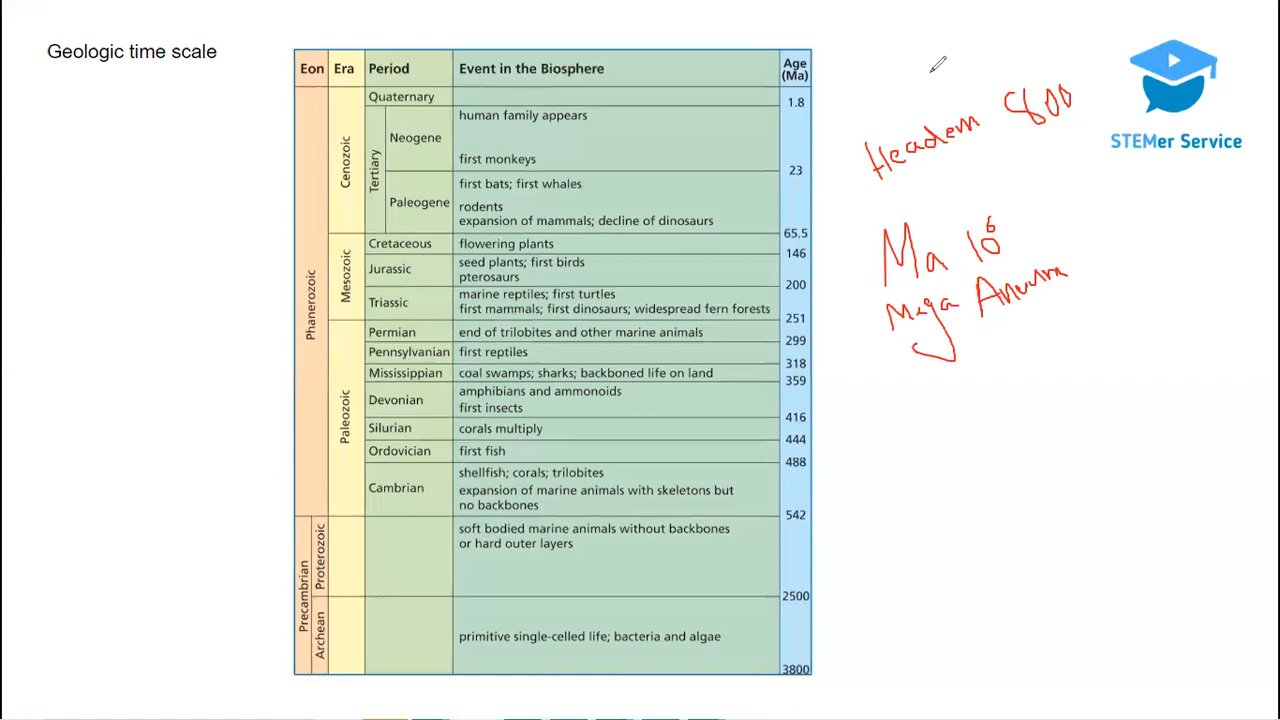 Geologic time scale
Eon Era Period Event in the Biosphere Age (Ma)
Phanerozoic
Cenozoic
Quaternary
1.8
Tertiary
Neogene
human family appears
first monkeys
23
Paleogene
first bats; first whales
rodents
expansion of mammals; decline of dinosaurs
65.5
Mesozoic
Cretaceous flowering plants
146
Jurassic
seed plants; first birds
pterosaurs
200
Triassic
marine reptiles; first turtles
first mammals; first dinosaurs; widespread fern forests
251
Paleozoic
Permian end of trilobites and other marine animals
299
Pennsylvanian first reptiles
318
Mississippian coal swamps; sharks; backboned life on land
359
Devonian
amphibians and ammonoids
first insects
416
Silurian corals multiply
444
Ordovician first fish
488
Cambrian
shellfish; corals; trilobites
expansion of marine animals with skeletons but
no backbones
542
Precambrian
Proterozoic
soft bodied marine animals without backbones
or hard outer layers
2500
Archean
primitive single-celled life; bacteria and algae
3800
800
Ma 10⁶
Mega
STEMer Service